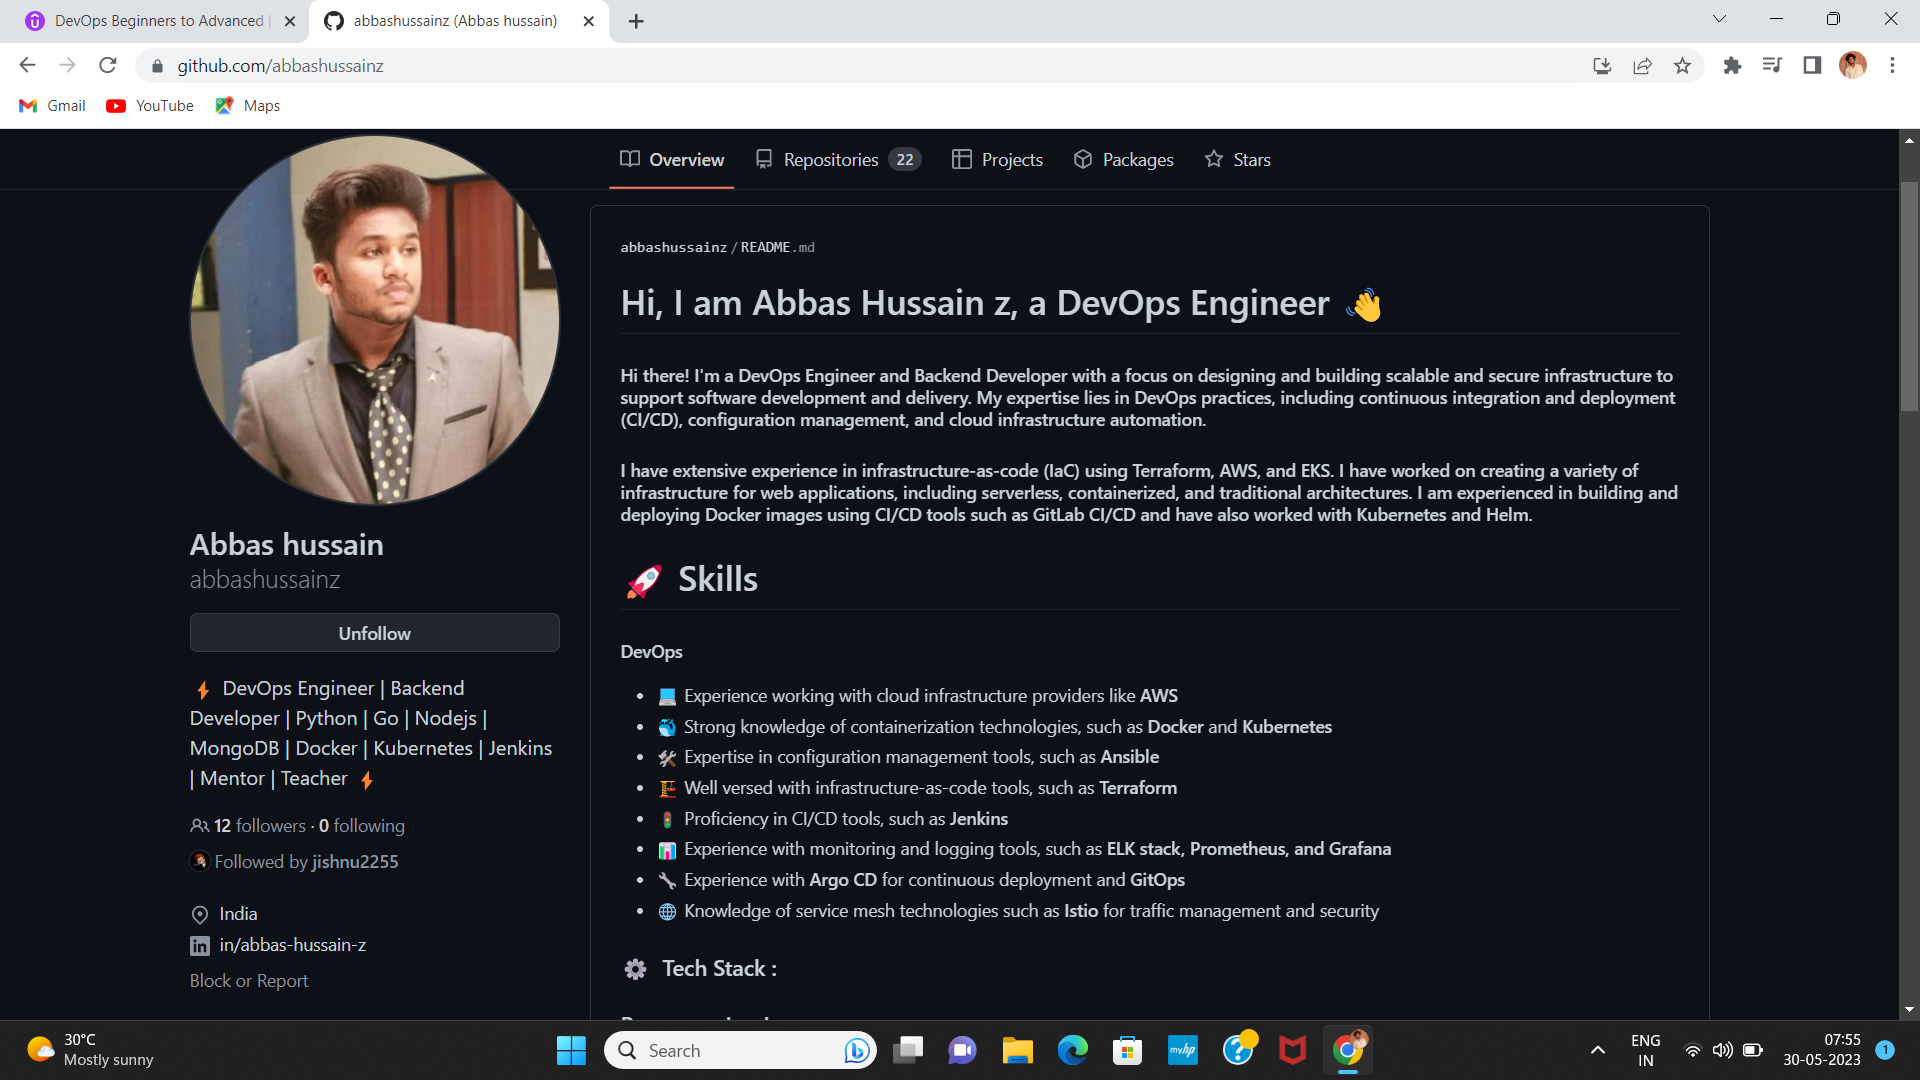 DevOps Beginners to Advanced |
abbashussainz (Abbas hussain)
github.com/abbashussainz
Gmail
YouTube
Maps
Overview
Repositories 22
Projects
Packages
Stars
abbashussainz/README.md
Hi, I am Abbas Hussain z, a DevOps Engineer 👋
Hi there! I'm a DevOps Engineer and Backend Developer with a focus on designing and building scalable and secure infrastructure to
support software development and delivery. My expertise lies in DevOps practices, including continuous integration and deployment
(CI/CD), configuration management, and cloud infrastructure automation.
I have extensive experience in infrastructure-as-code (IaC) using Terraform, AWS, and EKS. I have worked on creating a variety of
infrastructure for web applications, including serverless, containerized, and traditional architectures. I am experienced in building and
deploying Docker images using CI/CD tools such as GitLab CI/CD and have also worked with Kubernetes and Helm.
🚀 Skills
DevOps
• 💻 Experience working with cloud infrastructure providers like AWS
• 🐳 Strong knowledge of containerization technologies, such as Docker and Kubernetes
• 🛠 Expertise in configuration management tools, such as Ansible
• 🏗 Well versed with infrastructure-as-code tools, such as Terraform
• 🚦 Proficiency in CI/CD tools, such as Jenkins
• 📊 Experience with monitoring and logging tools, such as ELK stack, Prometheus, and Grafana
• 🔧 Experience with Argo CD for continuous deployment and GitOps
• 🌐 Knowledge of service mesh technologies such as Istio for traffic management and security
⚙ Tech Stack :
Abbas hussain
abbashussainz
Unfollow
⚡ DevOps Engineer | Backend
Developer | Python | Go | Nodejs |
MongoDB | Docker | Kubernetes | Jenkins
| Mentor | Teacher ⚡
12 followers · 0 following
Followed by jishnu2255
India
in/abbas-hussain-z
Block or Report
30°C
Mostly sunny
Search
myhp
ENG
IN
07:55
30-05-2023
1